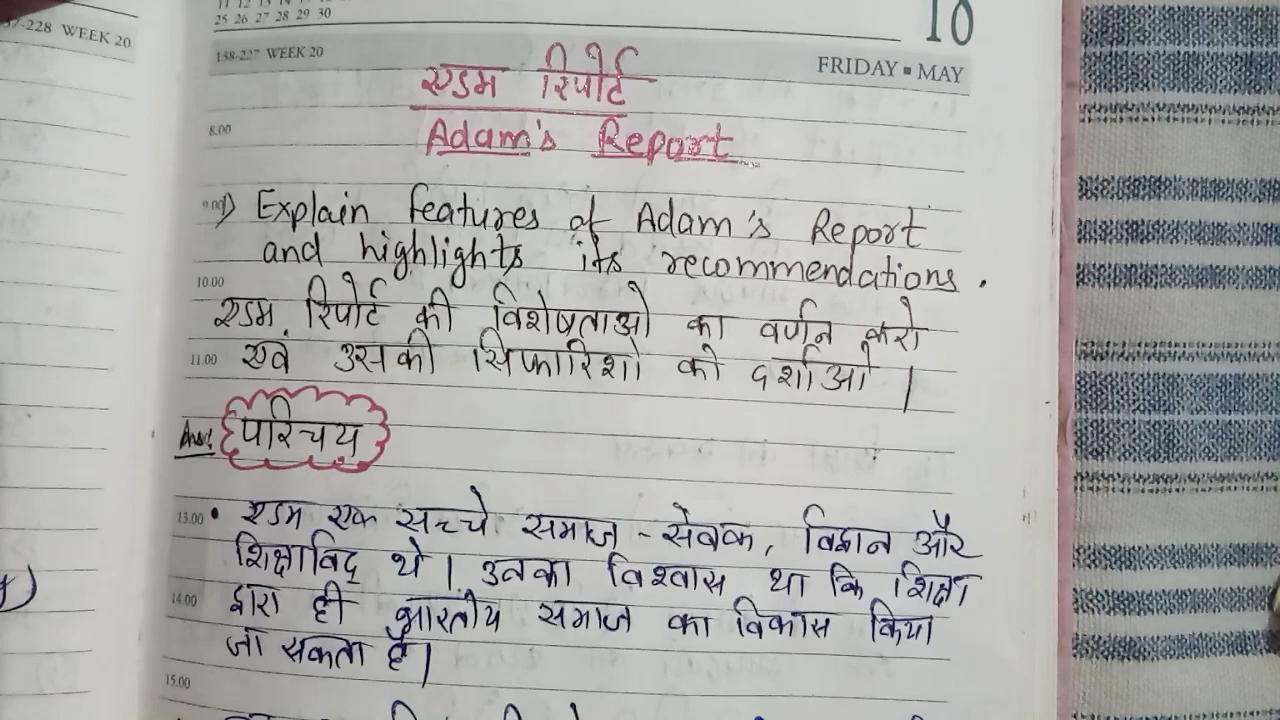 25 26 27 28 29 30
10
-228 WEEK 20
138-227 WEEK 20
FRIDAY ▪ MAY
एडम रिपोर्ट
8.00
Adam's Report
9.00
1) Explain features of Adam's Report
and highlights its recommendations.
10.00
एडम रिपोर्ट की विशेषताओ का वर्णन करो
11.00
एवं उसकी सिफारिशो को दर्शाओ।
Ans: परिचय
13.00
• एडम एक सच्चे समाज-सेवक, विद्वान और
शिक्षाविद् थे। उनका विश्वास था कि शिक्षा
14.00
द्वारा ही भारतीय समाज का विकास किया
जा सकता है।
15.00